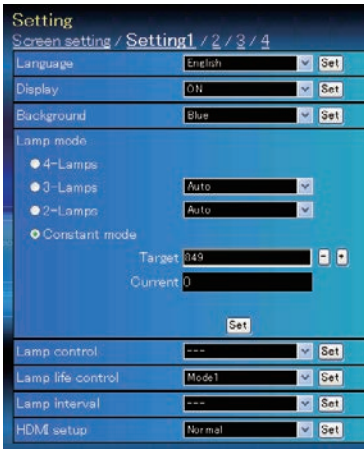 Setting
Screen setting / Setting1 / 2 / 3 / 4
Language English Set
Display ON Set
Background Blue Set
Lamp mode
4-Lamps
3-Lamps Auto
2-Lamps Auto
Constant mode
Target 849 - +
Current 0
Set
Lamp control --- Set
Lamp life control Mode1 Set
Lamp interval --- Set
HDMI setup Normal Set